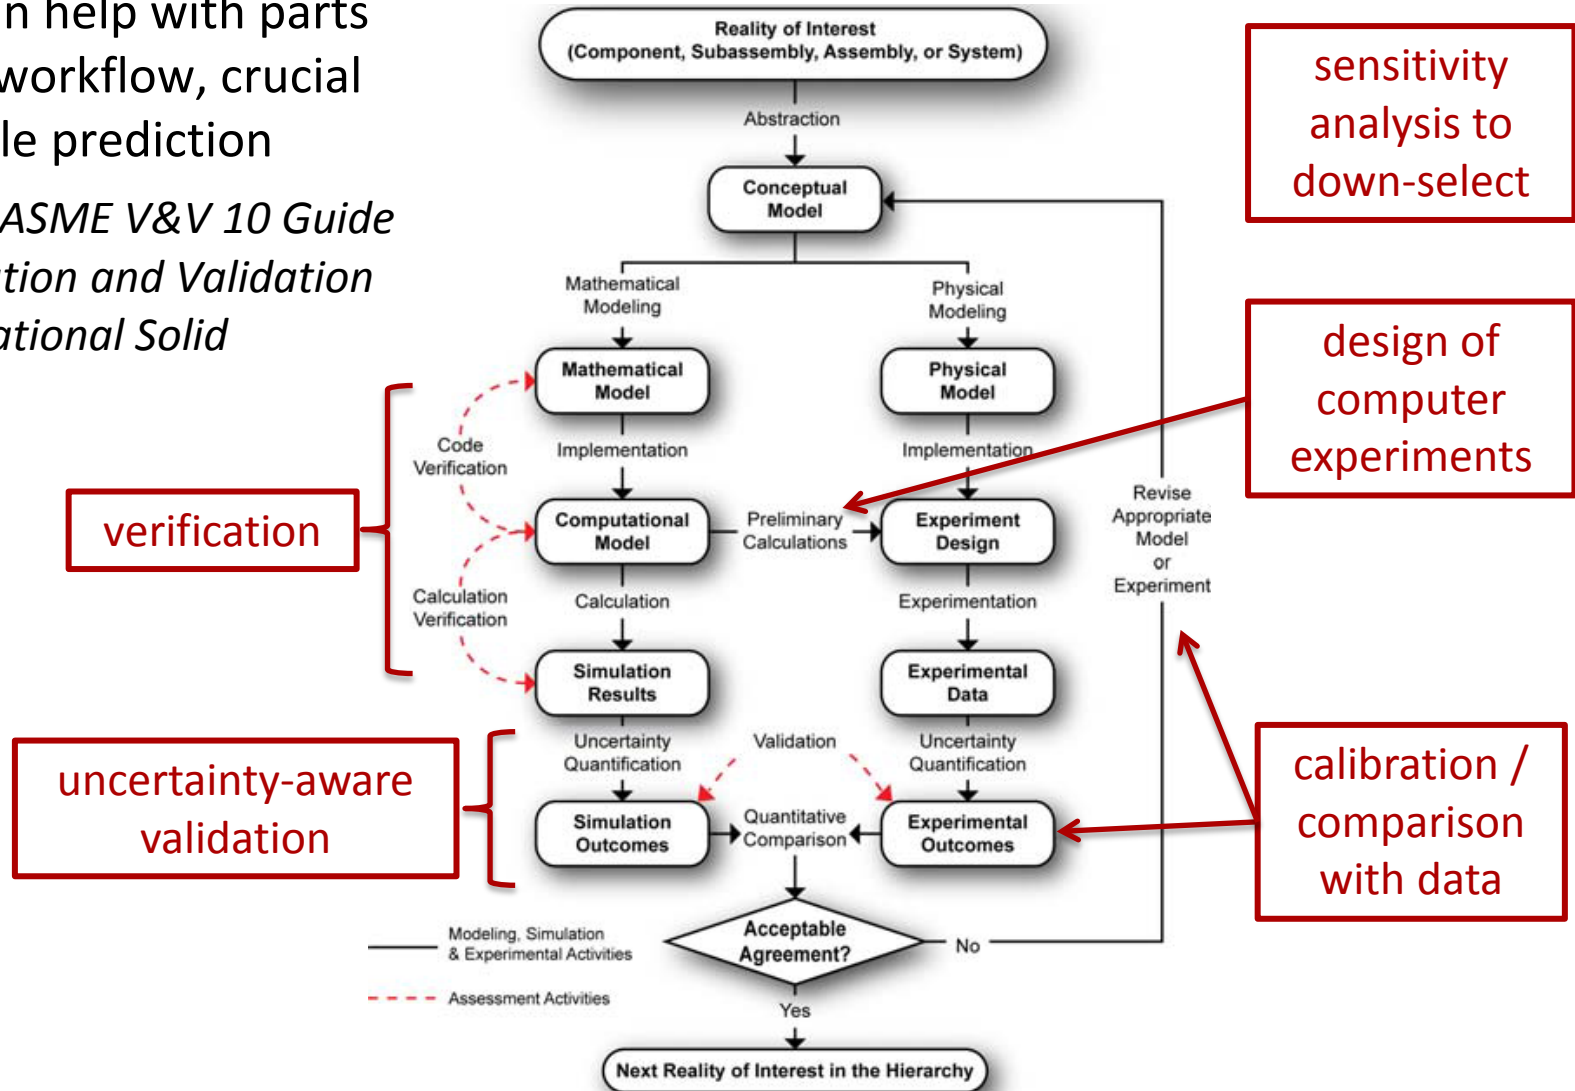 n help with parts
workflow, crucial
le prediction
ASME V&V 10 Guide
tion and Validation
ational Solid
Reality of Interest
(Component, Subassembly, Assembly, or System)
Abstraction
Conceptual
Model
Mathematical
Modeling
Physical
Modeling
Mathematical
Model
Physical
Model
Code
Verification
Implementation
Implementation
Computational
Model
Preliminary
Calculations
Experiment
Design
Revise
Appropriate
Model
or
Experiment
Calculation
Verification
Calculation
Experimentation
Simulation
Results
Experimental
Data
Uncertainty
Quantification
Validation
Uncertainty
Quantification
Simulation
Outcomes
Quantitative
Comparison
Experimental
Outcomes
Acceptable
Agreement?
No
Yes
Next Reality of Interest in the Hierarchy
Modeling, Simulation
& Experimental Activities
Assessment Activities
verification
uncertainty-aware
validation
sensitivity
analysis to
down-select
design of
computer
experiments
calibration /
comparison
with data